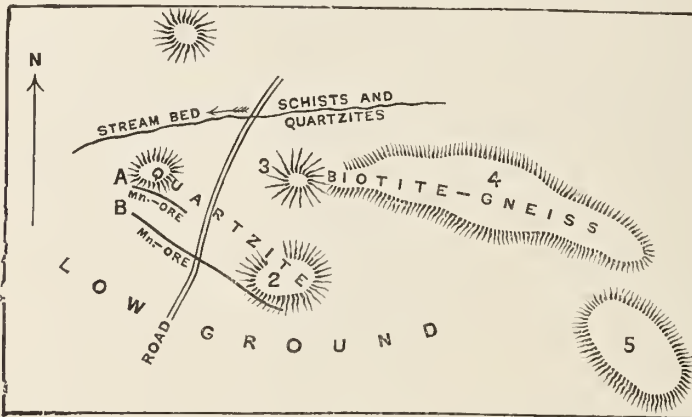 N
STREAM BED
SCHISTS AND
QUARTZITES
3
4
BIOTITE-GNEISS
A
QUARTZITE
Mn.-ORE
B
Mn.-ORE
2
LOW GROUND
ROAD
5